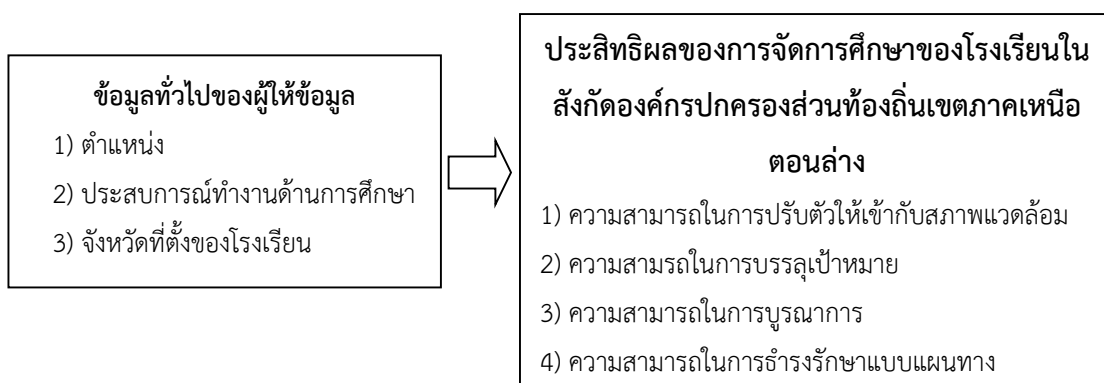 ข้อมูลทั่วไปของผู้ให้ข้อมูล
1) ตำแหน่ง
2) ประสบการณ์ทำงานด้านการศึกษา
3) จังหวัดที่ตั้งของโรงเรียน
ประสิทธิผลของการจัดการศึกษาของโรงเรียนใน
สังกัดองค์กรปกครองส่วนท้องถิ่นเขตภาคเหนือ
ตอนล่าง
1) ความสามารถในการปรับตัวให้เข้ากับสภาพแวดล้อม
2) ความสามรถในการบรรลุเป้าหมาย
3) ความสามารถในการบูรณาการ
4) ความสามารถในการธำรงรักษาแบบแผนทาง